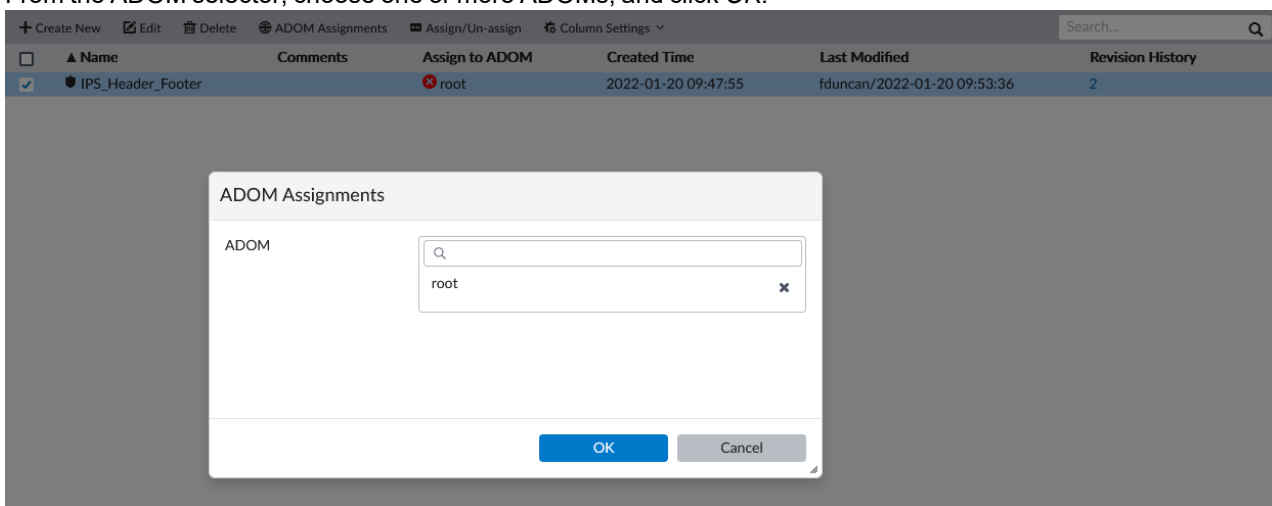 From the ADOM selector, choose one or more ADOMs, and click OK.
Create New Edit Delete ADOM Assignments Assign/Un-assign Column Settings Search...
Name Comments Assign to ADOM Created Time Last Modified Revision History
IPS_Header_Footer root 2022-01-20 09:47:55 fduncan/2022-01-20 09:53:36 2
ADOM Assignments
ADOM
root
OK Cancel